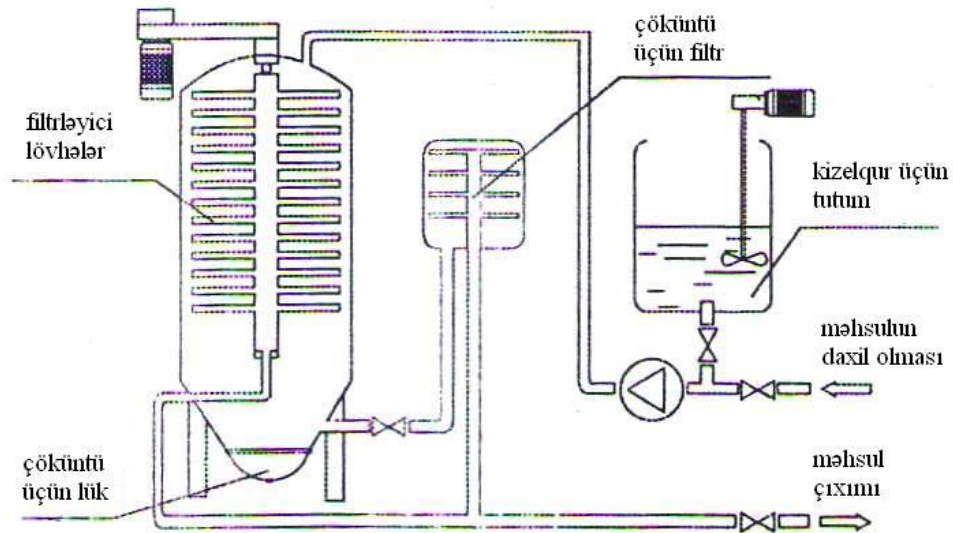 çöküntü
üçün filtr
filtrləyici
lövhələr
kizelqur üçün
tutum
məhsulun
daxil olması
çöküntü
üçün lük
məhsul
çıxımı